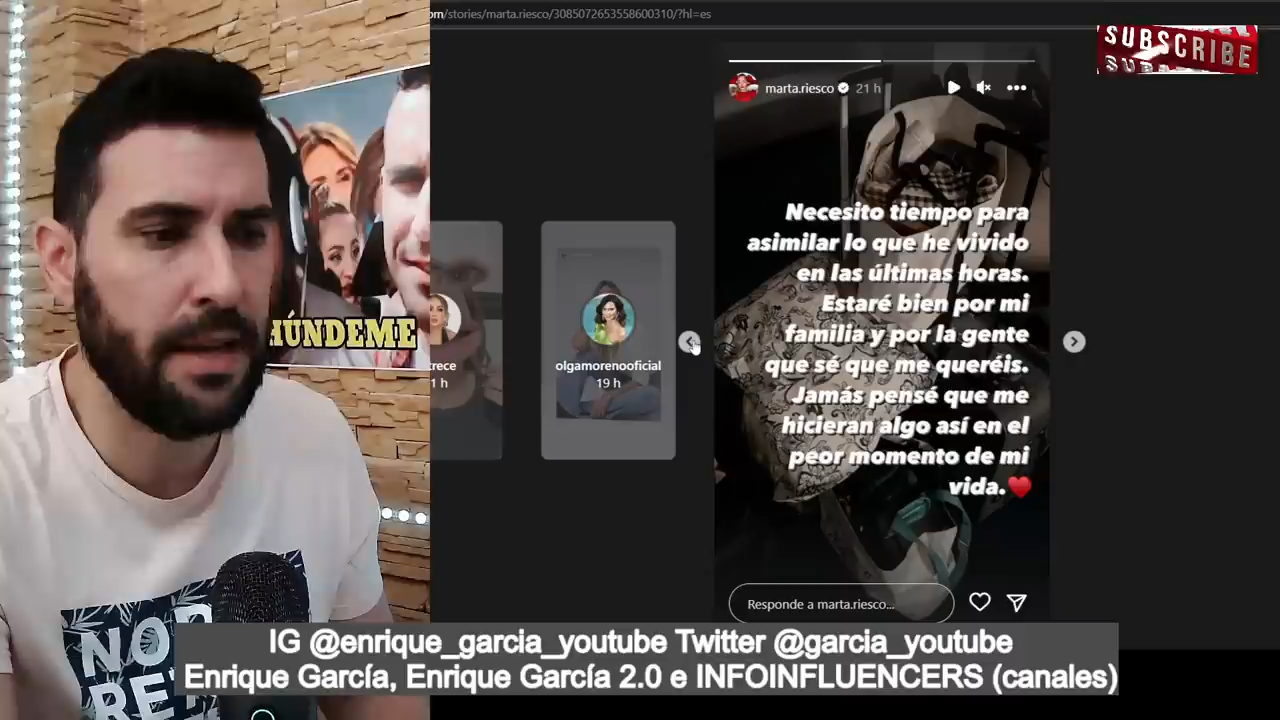 om/stories/marta.riesco/3085072653558600310/?hl=es
SUBSCRIBE
marta.riesco
21 h
Necesito tiempo para
asimilar lo que he vivido
en las últimas horas.
Estaré bien por mi
familia y por la gente
que sé que me queréis.
Jamás pensé que me
hicieran algo así en el
peor momento de mi
vida.❤️
HÚNDEME
trece
1 h
olgamorenooficial
19 h
Responde a marta.riesco...
NOR
IG @enrique_garcia_youtube Twitter @garcia_youtube
Enrique García, Enrique García 2.0 e INFOINFLUENCERS (canales)